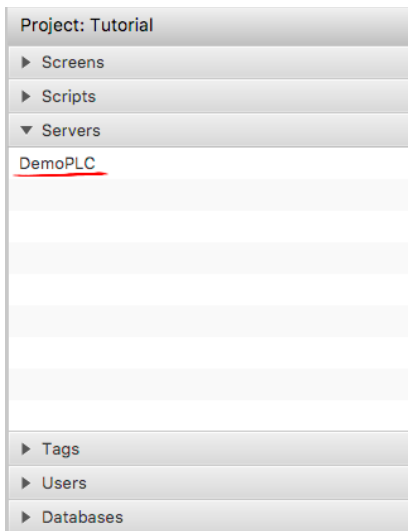 Project: Tutorial
Screens
Scripts
Servers
DemoPLC
Tags
Users
Databases